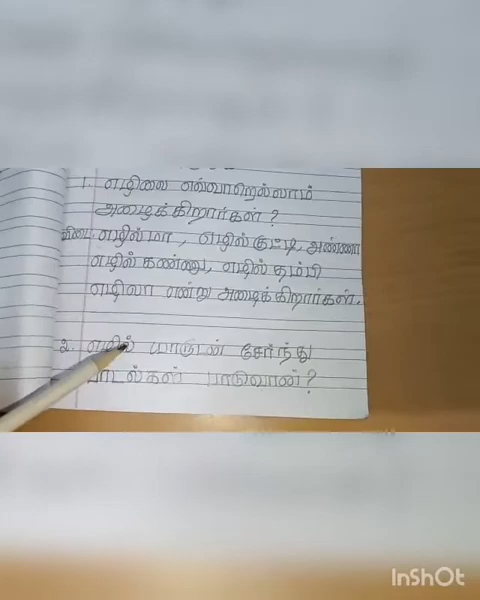 1. எழிலை எவ்வாறெல்லாம்
அழைக்கிறார்கள்?
விடை. எழில்மா, எழில்குட்டி, அண்ணா
எழில்கண்ணு, எழில்தம்பி
எழிலா என்று அழைக்கிறார்கள்.
2. எழில் யாருடன் சேர்ந்து
பாடல்கள் பாடுவான்?
InShOt